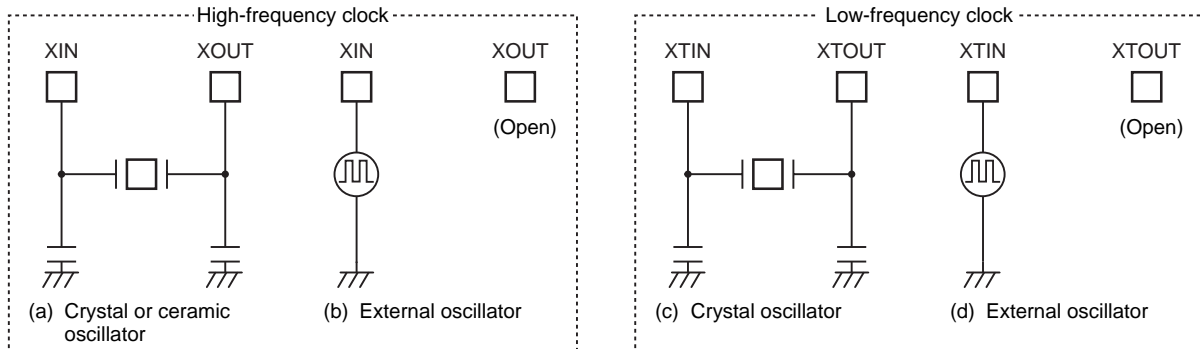 High-frequency clock
XIN XOUT XIN XOUT
(Open)
(a) Crystal or ceramic
oscillator
(b) External oscillator
Low-frequency clock
XTIN XTOUT XTIN XTOUT
(Open)
(c) Crystal oscillator
(d) External oscillator